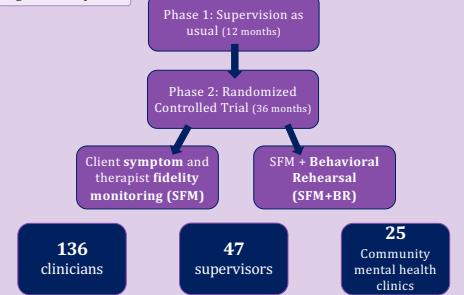 Phase 1: Supervision as
usual (12 months)
Phase 2: Randomized
Controlled Trial (36 months)
Client symptom and
therapist fidelity
monitoring (SFM)
SFM + Behavioral
Rehearsal
(SFM+BR)
136
clinicians
47
supervisors
25
Community
mental health
clinics